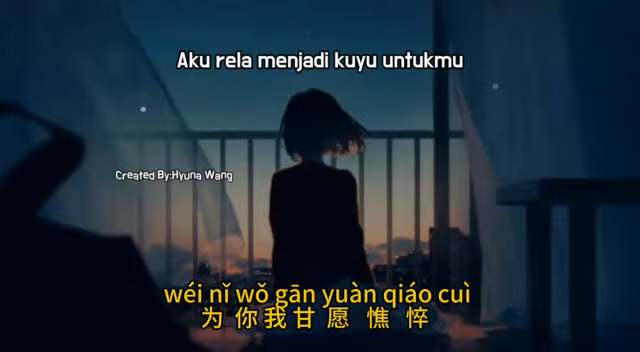 Aku rela menjadi kuyu untukmu
Created By:Hyuna Wang
wéi nǐ wǒ gān yuàn qiáo cuì
为 你 我 甘 愿 憔 悴